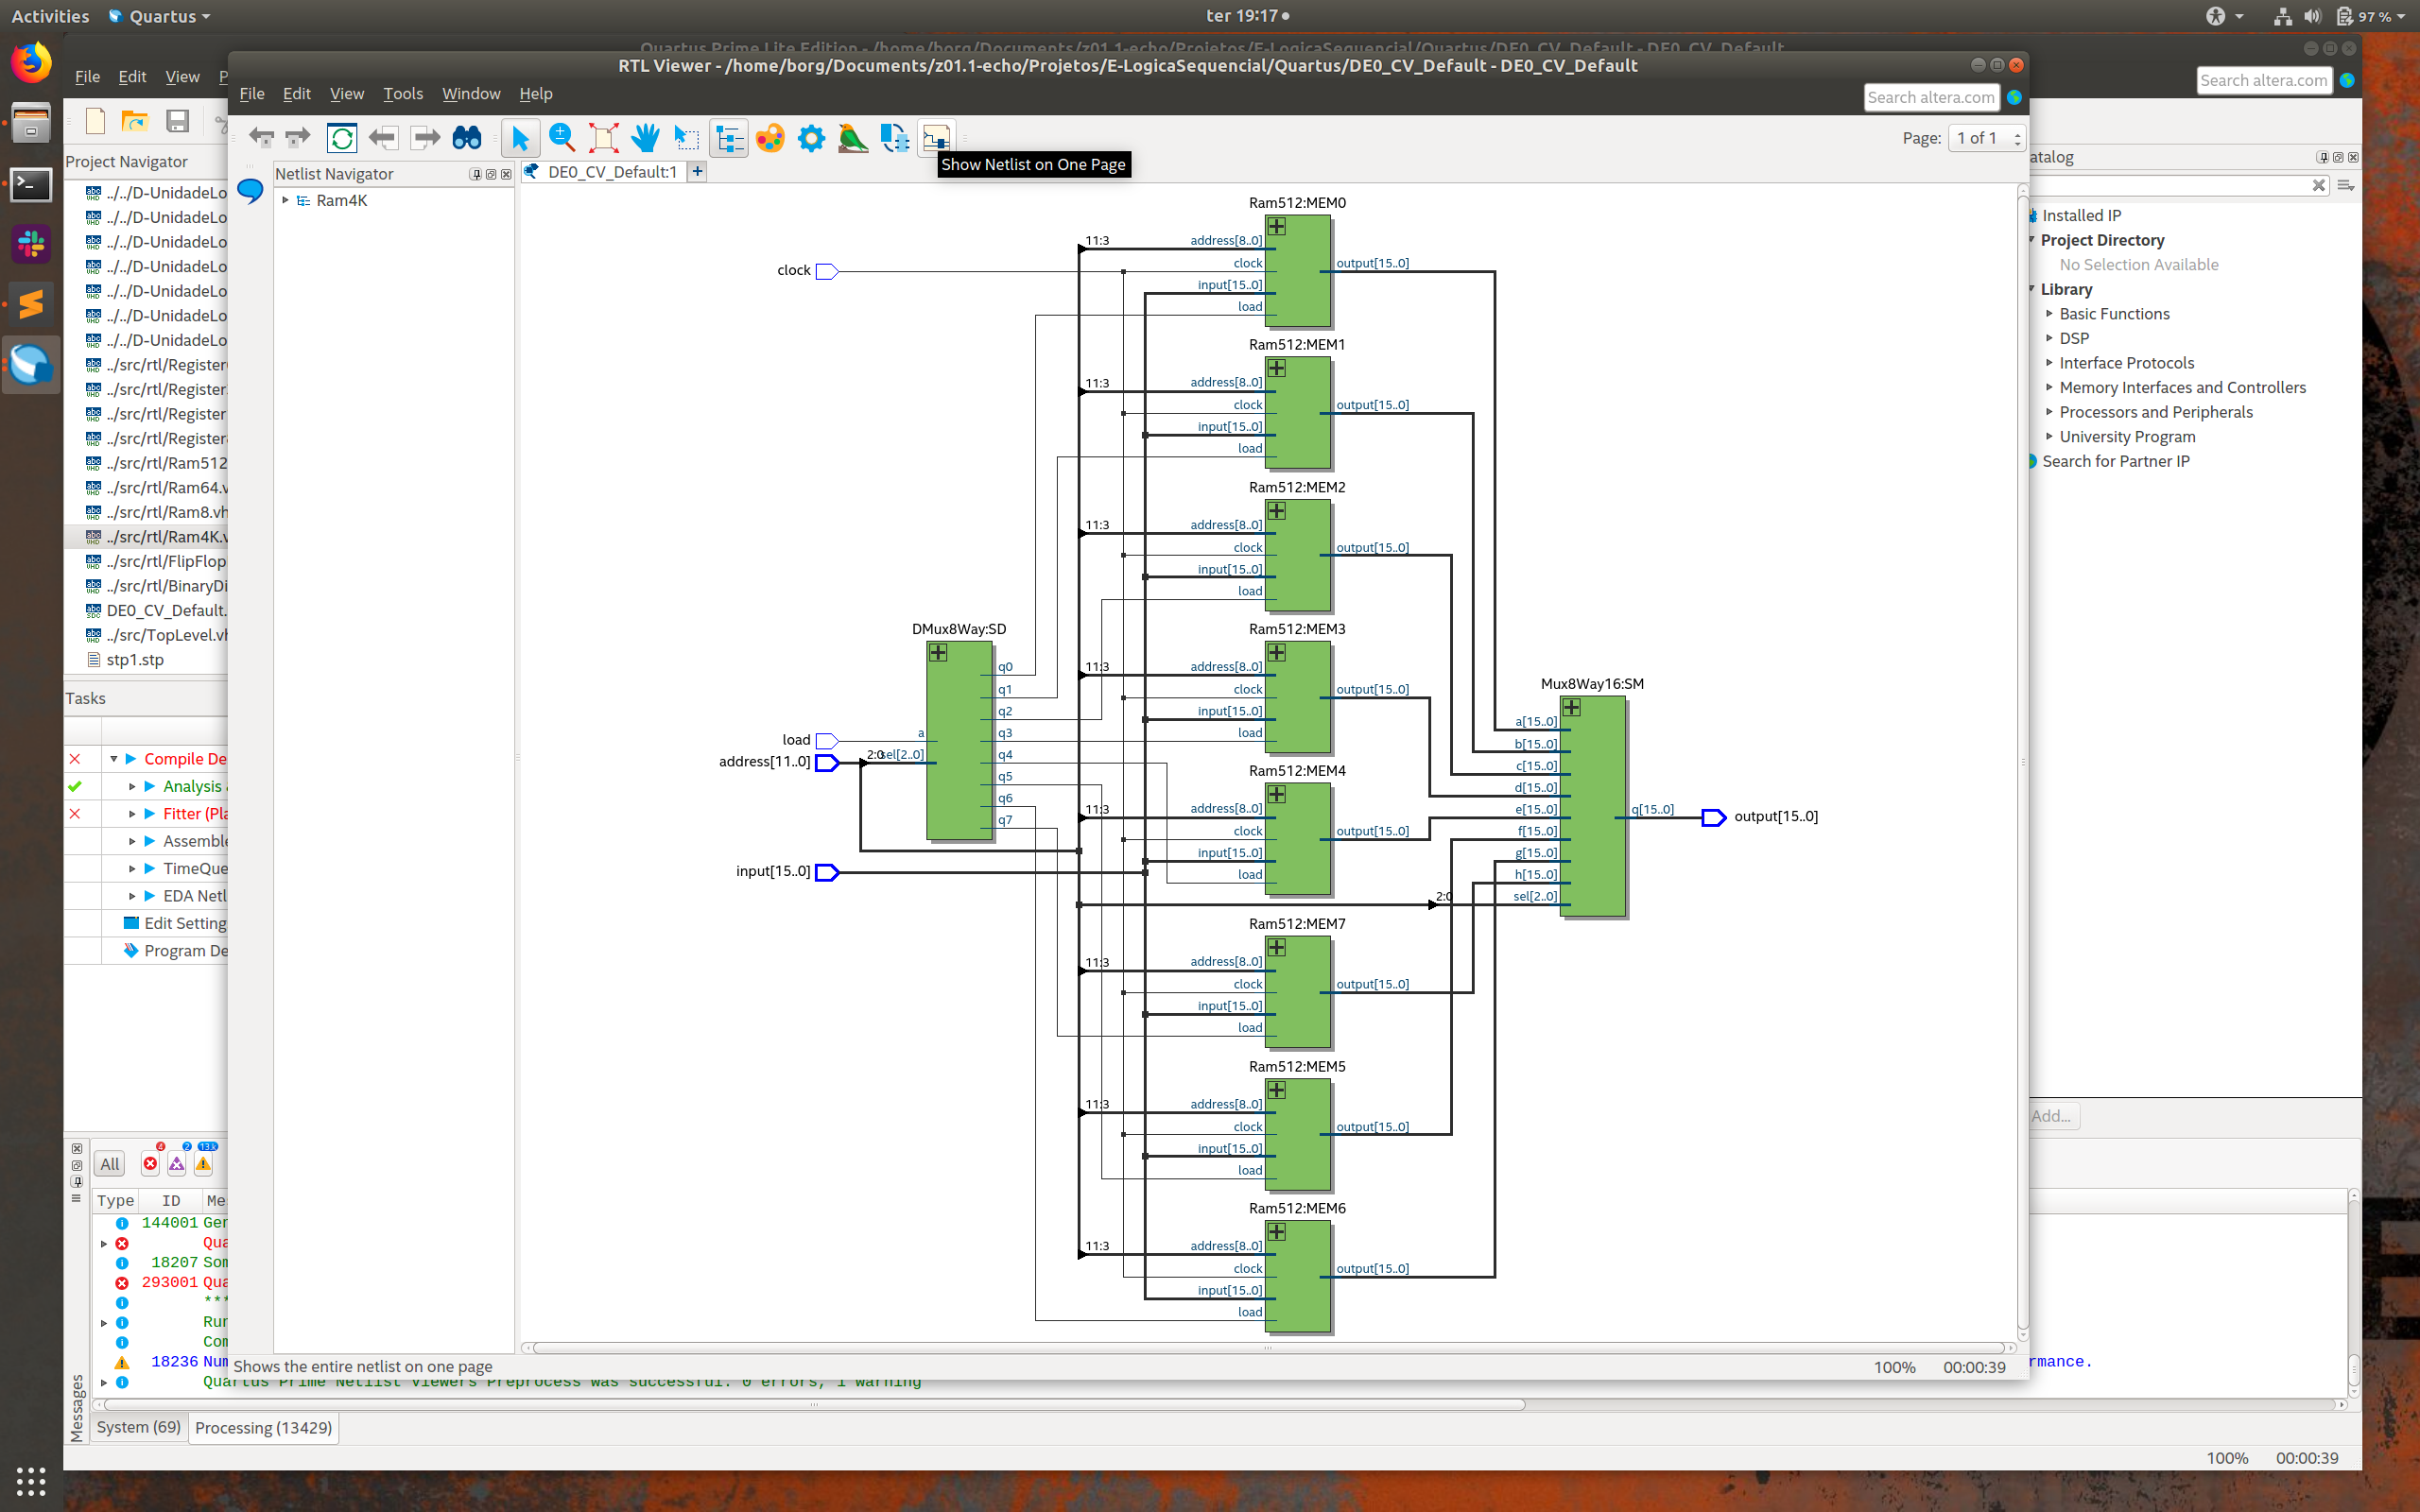 Activities
Quartus
ter 19:17
97 %
Quartus Prime Lite Edition - /home/borg/Documents/z01.1-echo/Projetos/E-LogicaSequencial/Quartus/DE0_CV_Default - DE0_CV_Default
File Edit View P
Search altera.com
RTL Viewer - /home/borg/Documents/z01.1-echo/Projetos/E-LogicaSequencial/Quartus/DE0_CV_Default - DE0_CV_Default
File Edit View Tools Window Help
Search altera.com
Page: 1 of 1
Show Netlist on One Page
Project Navigator
../../D-UnidadeLo
../../D-UnidadeLo
../../D-UnidadeLo
../../D-UnidadeLo
../../D-UnidadeLo
../../D-UnidadeLo
../../D-UnidadeLo
../src/rtl/Register
../src/rtl/Register
../src/rtl/Register
../src/rtl/Register
../src/rtl/Ram512
../src/rtl/Ram64.v
../src/rtl/Ram8.vh
../src/rtl/Ram4K.v
../src/rtl/FlipFlop
../src/rtl/BinaryDi
DE0_CV_Default.
../src/TopLevel.vh
stp1.stp
Tasks
Compile De
Analysis
Fitter (Pla
Assemble
TimeQue
EDA Netl
Edit Setting
Program De
Netlist Navigator
Ram4K
DE0_CV_Default:1
clock
load
address[11..0]
input[15..0]
DMux8Way:SD
a
2:0
sel[2..0]
q0
q1
q2
q3
q4
q5
q6
q7
Ram512:MEM0
11:3
address[8..0]
clock
input[15..0]
load
output[15..0]
Ram512:MEM1
11:3
address[8..0]
clock
input[15..0]
load
output[15..0]
Ram512:MEM2
11:3
address[8..0]
clock
input[15..0]
load
output[15..0]
Ram512:MEM3
11:3
address[8..0]
clock
input[15..0]
load
output[15..0]
Ram512:MEM4
11:3
address[8..0]
clock
input[15..0]
load
output[15..0]
Ram512:MEM7
11:3
address[8..0]
clock
input[15..0]
load
output[15..0]
Ram512:MEM5
11:3
address[8..0]
clock
input[15..0]
load
output[15..0]
Ram512:MEM6
11:3
address[8..0]
clock
input[15..0]
load
output[15..0]
Mux8Way16:SM
a[15..0]
b[15..0]
c[15..0]
d[15..0]
e[15..0]
f[15..0]
g[15..0]
h[15..0]
2:0
sel[2..0]
q[15..0]
output[15..0]
Shows the entire netlist on one page
100% 00:00:39
atalog
Installed IP
Project Directory
No Selection Available
Library
Basic Functions
DSP
Interface Protocols
Memory Interfaces and Controllers
Processors and Peripherals
University Program
Search for Partner IP
Add...
All
4
2
13k
Type ID Me
144001 Ger
Qua
18207 Som
293001 Qua
***
Run
Com
18236 Num
rmance.
Quartus Prime Netlist Viewers Preprocess was successful. 0 errors, 1 warning
Messages
System (69)
Processing (13429)
100% 00:00:39